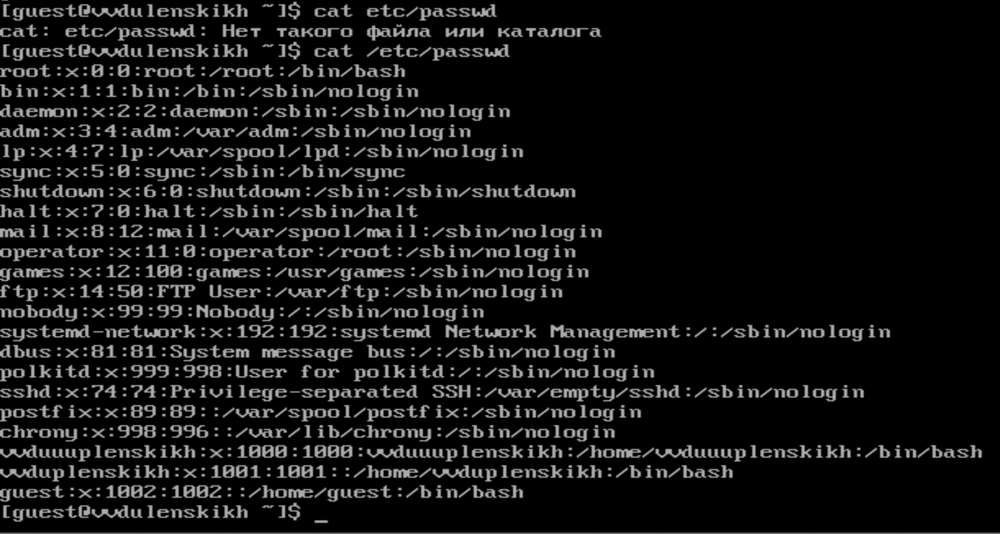 [guest@vvdulenskikh ~]$ cat etc/passwd
cat: etc/passwd: Нет такого файла или каталога
[guest@vvdulenskikh ~]$ cat /etc/passwd
root:x:0:0:root:/root:/bin/bash
bin:x:1:1:bin:/bin:/sbin/nologin
daemon:x:2:2:daemon:/sbin:/sbin/nologin
adm:x:3:4:adm:/var/adm:/sbin/nologin
lp:x:4:7:lp:/var/spool/lpd:/sbin/nologin
sync:x:5:0:sync:/sbin:/bin/sync
shutdown:x:6:0:shutdown:/sbin:/sbin/shutdown
halt:x:7:0:halt:/sbin:/sbin/halt
mail:x:8:12:mail:/var/spool/mail:/sbin/nologin
operator:x:11:0:operator:/root:/sbin/nologin
games:x:12:100:games:/usr/games:/sbin/nologin
ftp:x:14:50:FTP User:/var/ftp:/sbin/nologin
nobody:x:99:99:Nobody:/:/sbin/nologin
systemd-network:x:192:192:systemd Network Management:/:/sbin/nologin
dbus:x:81:81:System message bus:/:/sbin/nologin
polkitd:x:999:998:User for polkitd:/:/sbin/nologin
sshd:x:74:74:Privilege-separated SSH:/var/empty/sshd:/sbin/nologin
postfix:x:89:89::/var/spool/postfix:/sbin/nologin
chrony:x:998:996::/var/lib/chrony:/sbin/nologin
vvduuuplenskikh:x:1000:1000:vvduuuplenskikh:/home/vvduuuplenskikh:/bin/bash
vvduplenskikh:x:1001:1001::/home/vvduplenskikh:/bin/bash
guest:x:1002:1002::/home/guest:/bin/bash
[guest@vvdulenskikh ~]$ _